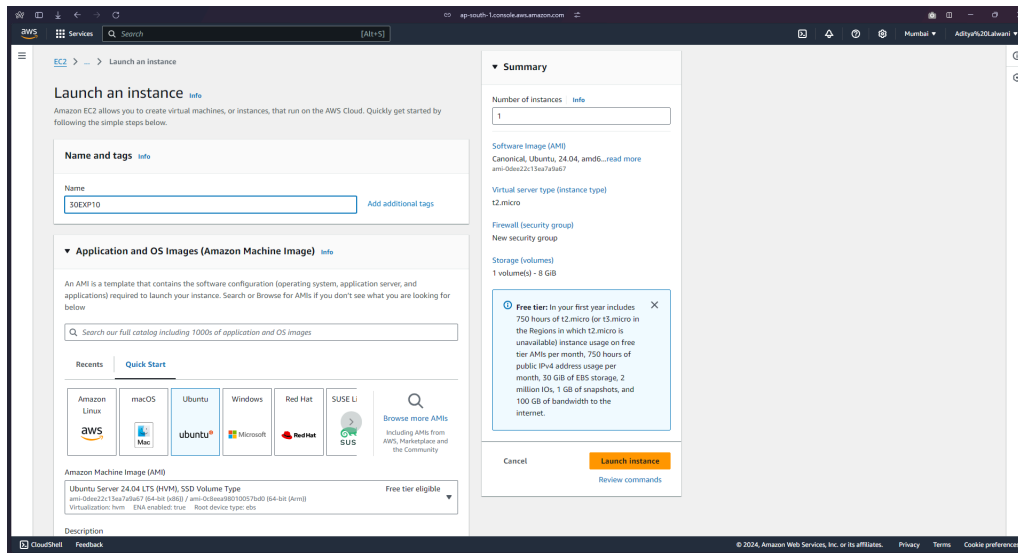 ap-south-1.console.aws.amazon.com
aws
Services
Search
[Alt+S]
Mumbai
Aditya%20Lalwani
EC2 > ... > Launch an instance
Launch an instance Info
Amazon EC2 allows you to create virtual machines, or instances, that run on the AWS Cloud. Quickly get started by
following the simple steps below.
Name and tags Info
Name
30EXP10
Add additional tags
Application and OS Images (Amazon Machine Image) Info
An AMI is a template that contains the software configuration (operating system, application server, and
applications) required to launch your instance. Search or Browse for AMIs if you don't see what you are looking for
below
Search our full catalog including 1000s of application and OS images
Recents
Quick Start
Amazon
Linux
aws
macOS
Mac
Ubuntu
ubuntu®
Windows
Microsoft
Red Hat
Red Hat
SUSE Li
SUS
Browse more AMIs
Including AMIs from
AWS, Marketplace and
the Community
Amazon Machine Image (AMI)
Ubuntu Server 24.04 LTS (HVM), SSD Volume Type
Free tier eligible
ami-0dee22c13ea7a9a67 (64-bit (x86)) / ami-0c8eea98010057bd0 (64-bit (Arm))
Virtualization: hvm ENA enabled: true Root device type: ebs
Description
Summary
Number of instances Info
1
Software Image (AMI)
Canonical, Ubuntu, 24.04, amd6...read more
ami-0dee22c13ea7a9a67
Virtual server type (instance type)
t2.micro
Firewall (security group)
New security group
Storage (volumes)
1 volume(s) - 8 GiB
Free tier: In your first year includes
750 hours of t2.micro (or t3.micro in
the Regions in which t2.micro is
unavailable) instance usage on free
tier AMIs per month, 750 hours of
public IPv4 address usage per
month, 30 GiB of EBS storage, 2
million IOs, 1 GB of snapshots, and
100 GB of bandwidth to the
internet.
Cancel
Launch instance
Review commands
CloudShell
Feedback
© 2024, Amazon Web Services, Inc. or its affiliates.
Privacy
Terms
Cookie preferences